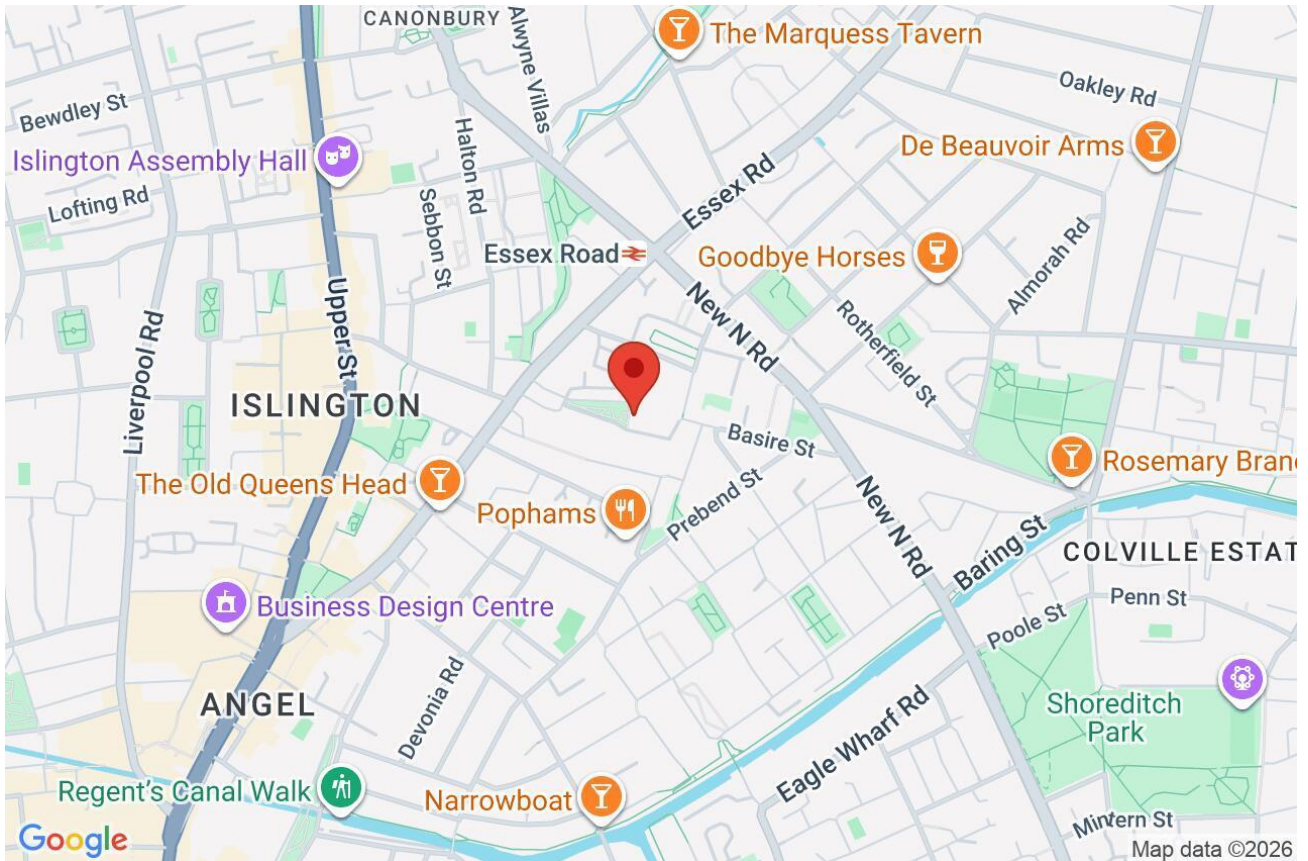 CANONBURY
Alwyne Villas
The Marquess Tavern
Oakley Rd
Bewdley St
Halton Rd
De Beauvoir Arms
Islington Assembly Hall
Essex Rd
Lofting Rd
Sebbon St
Almorah Rd
Essex Road
Goodbye Horses
Upper St
New N Rd
Rotherfield St
Liverpool Rd
ISLINGTON
Basire St
The Old Queens Head
Rosemary Branc
Pophams
Prebend St
New N Rd
Baring St
COLVILLE ESTAT
Business Design Centre
Penn St
Poole St
Devonia Rd
ANGEL
Shoreditch
Park
Eagle Wharf Rd
Regent's Canal Walk
Narrowboat
Mintern St
Google
Map data ©2026